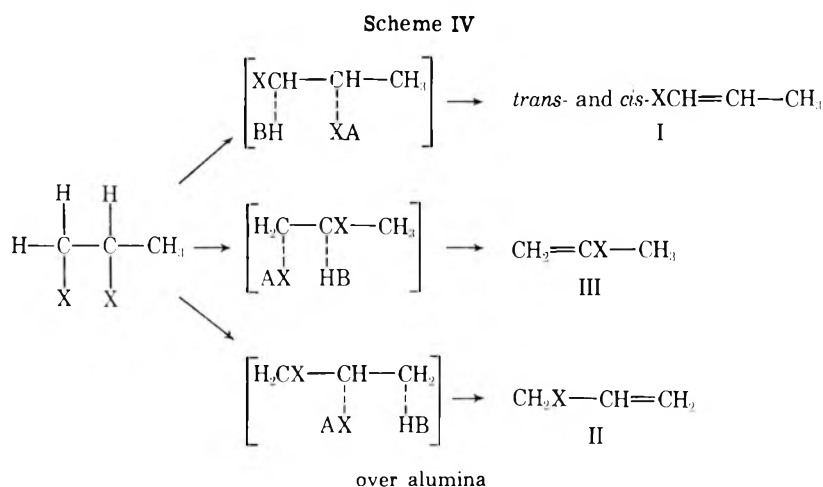 Scheme IV
XCH—CH—CH₃
BH XA
trans- and cis-XCH=CH—CH₃
I
H H
H—C—C—CH₃
X X
H₂C—CX—CH₃
AX HB
CH₂=CX—CH₃
III
H₂CX—CH—CH₂
AX HB
CH₂X—CH=CH₂
II
over alumina